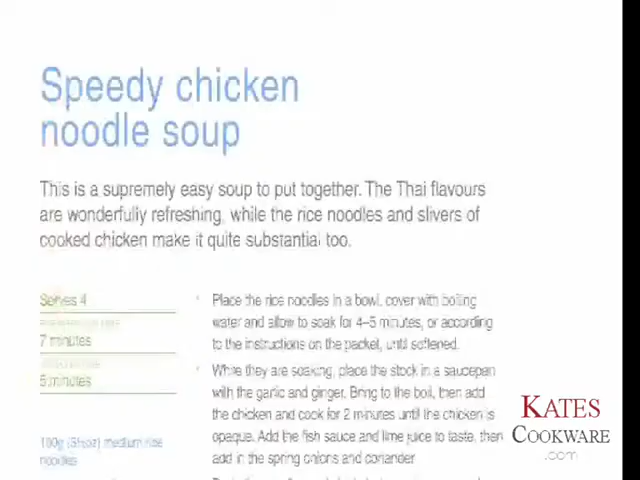 Speedy chicken
noodle soup
This is a supremely easy soup to put together. The Thai flavours
are wonderfully refreshing, while the rice noodles and slivers of
cooked chicken make it quite substantial too.
Serves 4
7 minutes
5 minutes
100g (3½oz) medium rice
noodles
Place the rice noodles in a bowl, cover with boiling
water and allow to soak for 4–5 minutes, or according
to the instructions on the packet, until softened.
While they are soaking, place the stock in a saucepan
with the garlic and ginger. Bring to the boil, then add
the chicken and cook for 2 minutes until the chicken is
opaque. Add the fish sauce and lime juice to taste, then
add in the spring onions and coriander.
KATES
COOKWARE
.com